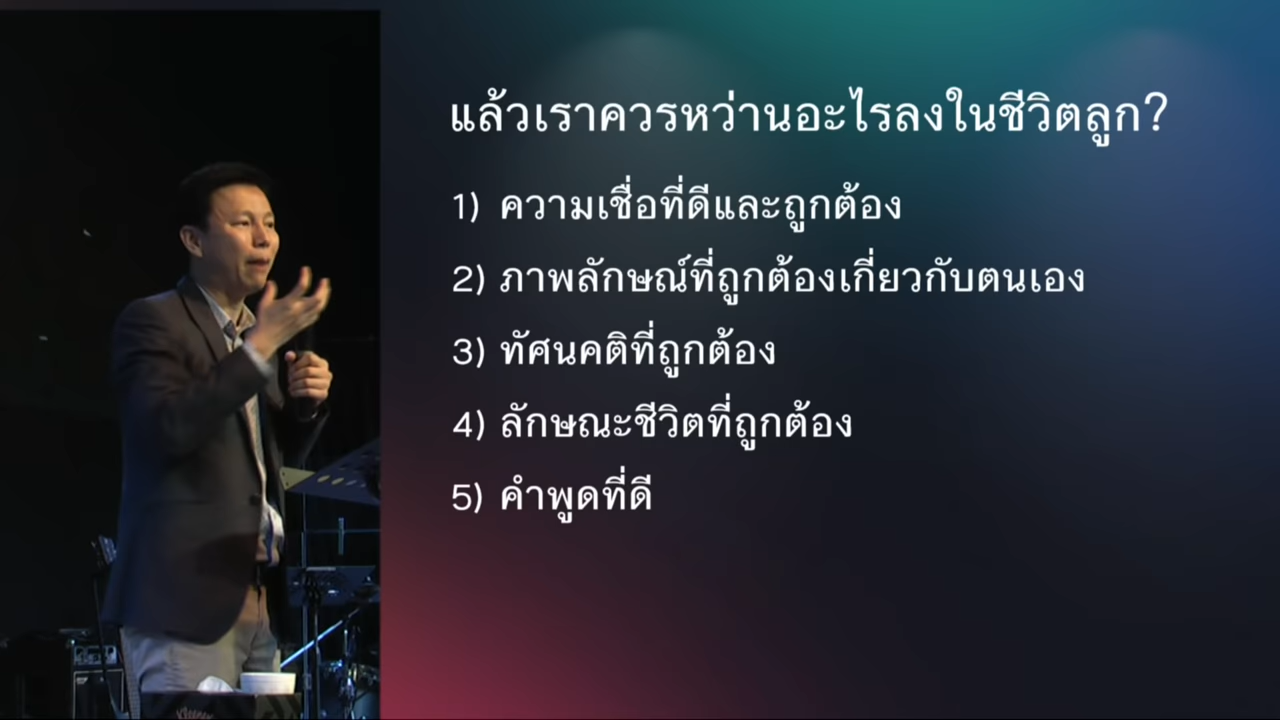 แล้วเราควรหว่านอะไรลงในชีวิตลูก?
1) ความเชื่อที่ดีและถูกต้อง
2) ภาพลักษณ์ที่ถูกต้องเกี่ยวกับตนเอง
3) ทัศนคติที่ถูกต้อง
4) ลักษณะชีวิตที่ถูกต้อง
5) คำพูดที่ดี
Kleenex